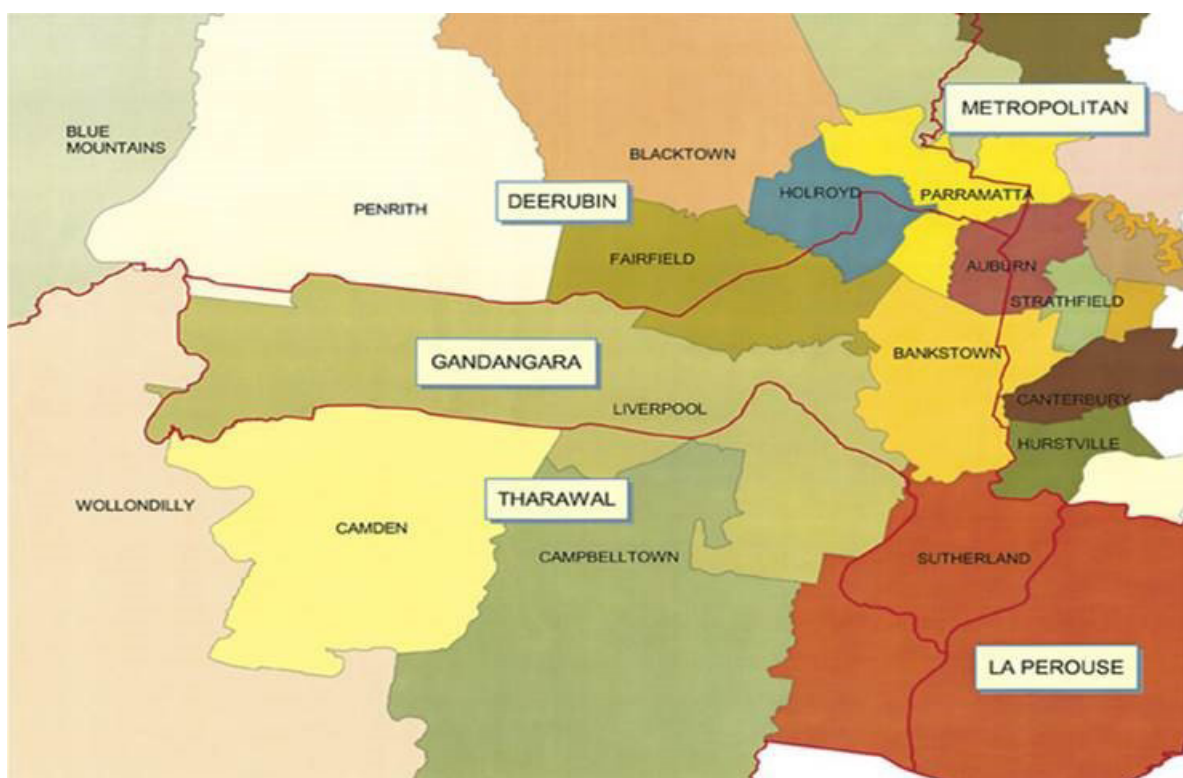 METROPOLITAN
BLUE
MOUNTAINS
BLACKTOWN
HOLROYD
PARRAMATTA
PENRITH
DEERUBIN
FAIRFIELD
AUBURN
STRATHFIELD
GANDANGARA
BANKSTOWN
LIVERPOOL
CANTERBURY
HURSTVILLE
WOLLONDILLY
THARAWAL
CAMDEN
CAMPBELLTOWN
SUTHERLAND
LA PEROUSE